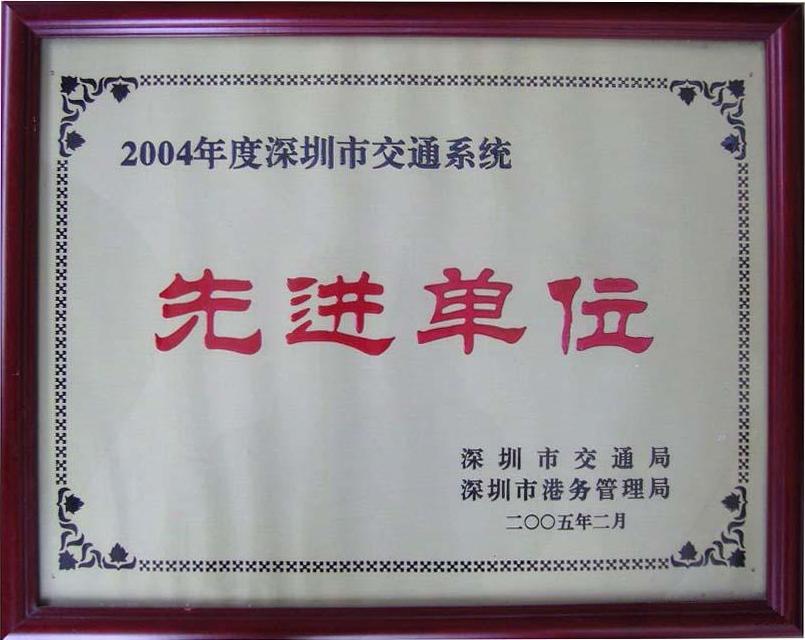 2004年度深圳市交通系统
先进单位
深圳市交通局
深圳市港务管理局
二〇〇五年二月